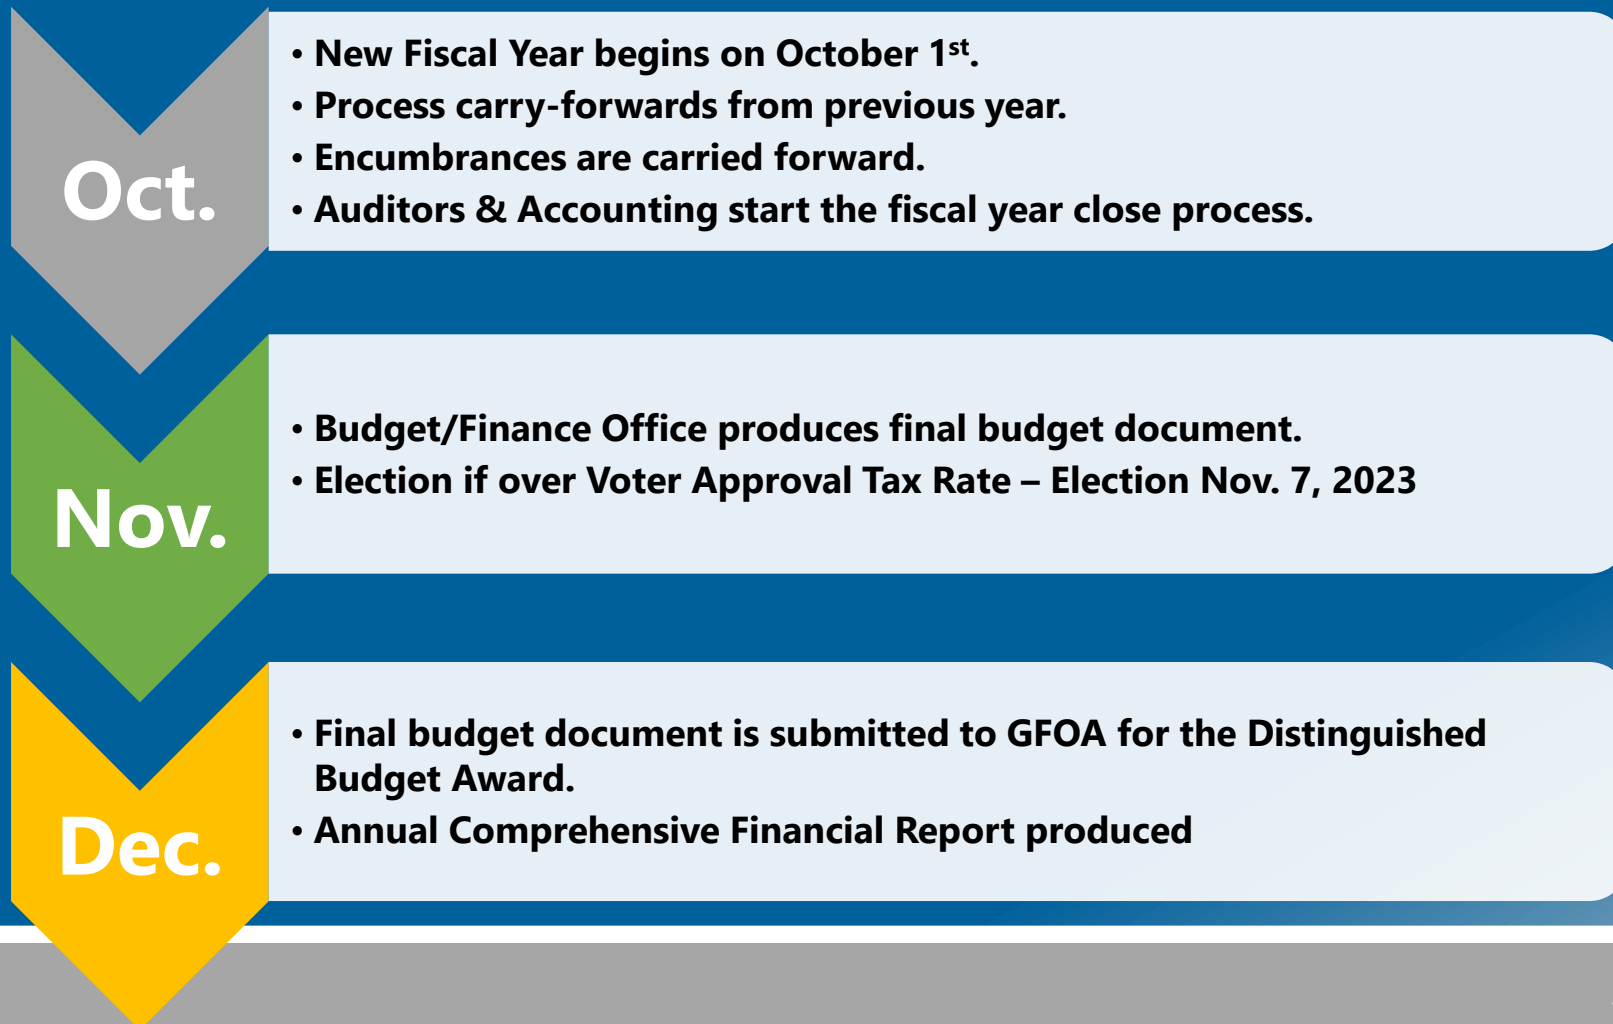 Oct.
• New Fiscal Year begins on October 1st.
• Process carry-forwards from previous year.
• Encumbrances are carried forward.
• Auditors & Accounting start the fiscal year close process.
Nov.
• Budget/Finance Office produces final budget document.
• Election if over Voter Approval Tax Rate – Election Nov. 7, 2023
Dec.
• Final budget document is submitted to GFOA for the Distinguished
Budget Award.
• Annual Comprehensive Financial Report produced